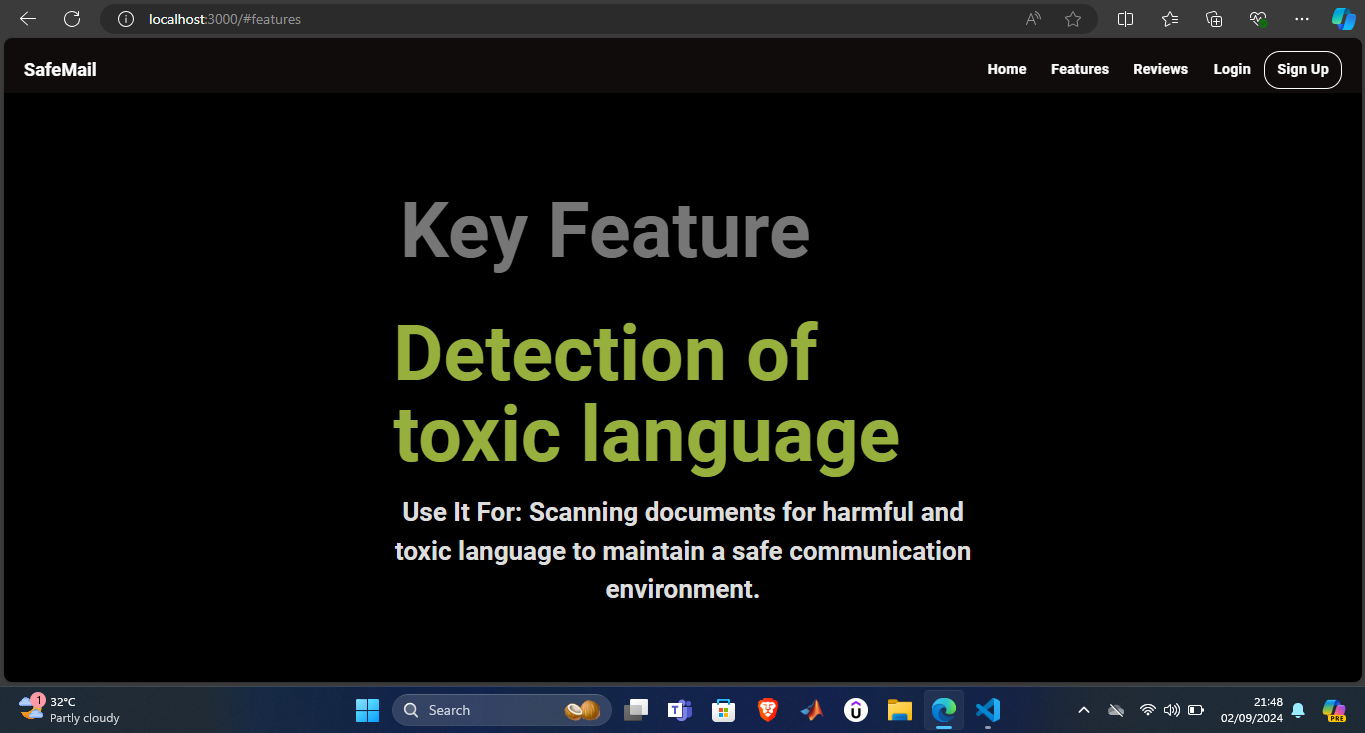 localhost:3000/#features
SafeMail
Home Features Reviews Login Sign Up
Key Feature
Detection of
toxic language
Use It For: Scanning documents for harmful and
toxic language to maintain a safe communication
environment.
1
32°C
Partly cloudy
Search
21:48
02/09/2024
PRE